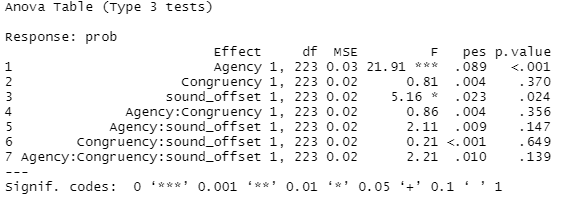 Anova Table (Type 3 tests)
Response: prob
Effect df MSE F pes p.value
1 Agency 1, 223 0.03 21.91 *** .089 <.001
2 Congruency 1, 223 0.02 0.81 .004 .370
3 sound_offset 1, 223 0.02 5.16 * .023 .024
4 Agency:Congruency 1, 223 0.02 0.86 .004 .356
5 Agency:sound_offset 1, 223 0.02 2.11 .009 .147
6 Congruency:sound_offset 1, 223 0.02 0.21 <.001 .649
7 Agency:Congruency:sound_offset 1, 223 0.02 2.21 .010 .139
---
Signif. codes:  0 ‘***’ 0.001 ‘**’ 0.01 ‘*’ 0.05 ‘+’ 0.1 ‘ ’ 1